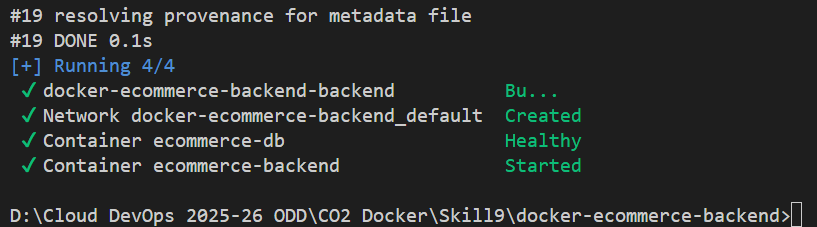 #19 resolving provenance for metadata file
#19 DONE 0.1s
[+] Running 4/4
✔ docker-ecommerce-backend-backend Bu...
✔ Network docker-ecommerce-backend_default Created
✔ Container ecommerce-db Healthy
✔ Container ecommerce-backend Started
D:\Cloud DevOps 2025-26 ODD\CO2 Docker\Skill9\docker-ecommerce-backend>